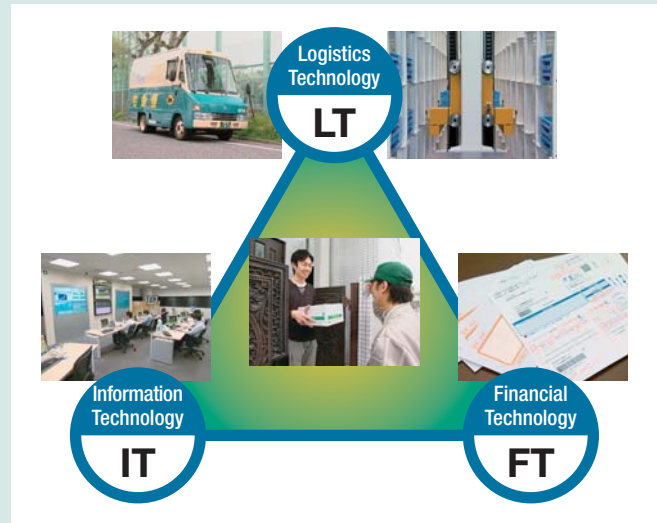 Logistics
Technology
LT
Information
Technology
IT
Financial
Technology
FT